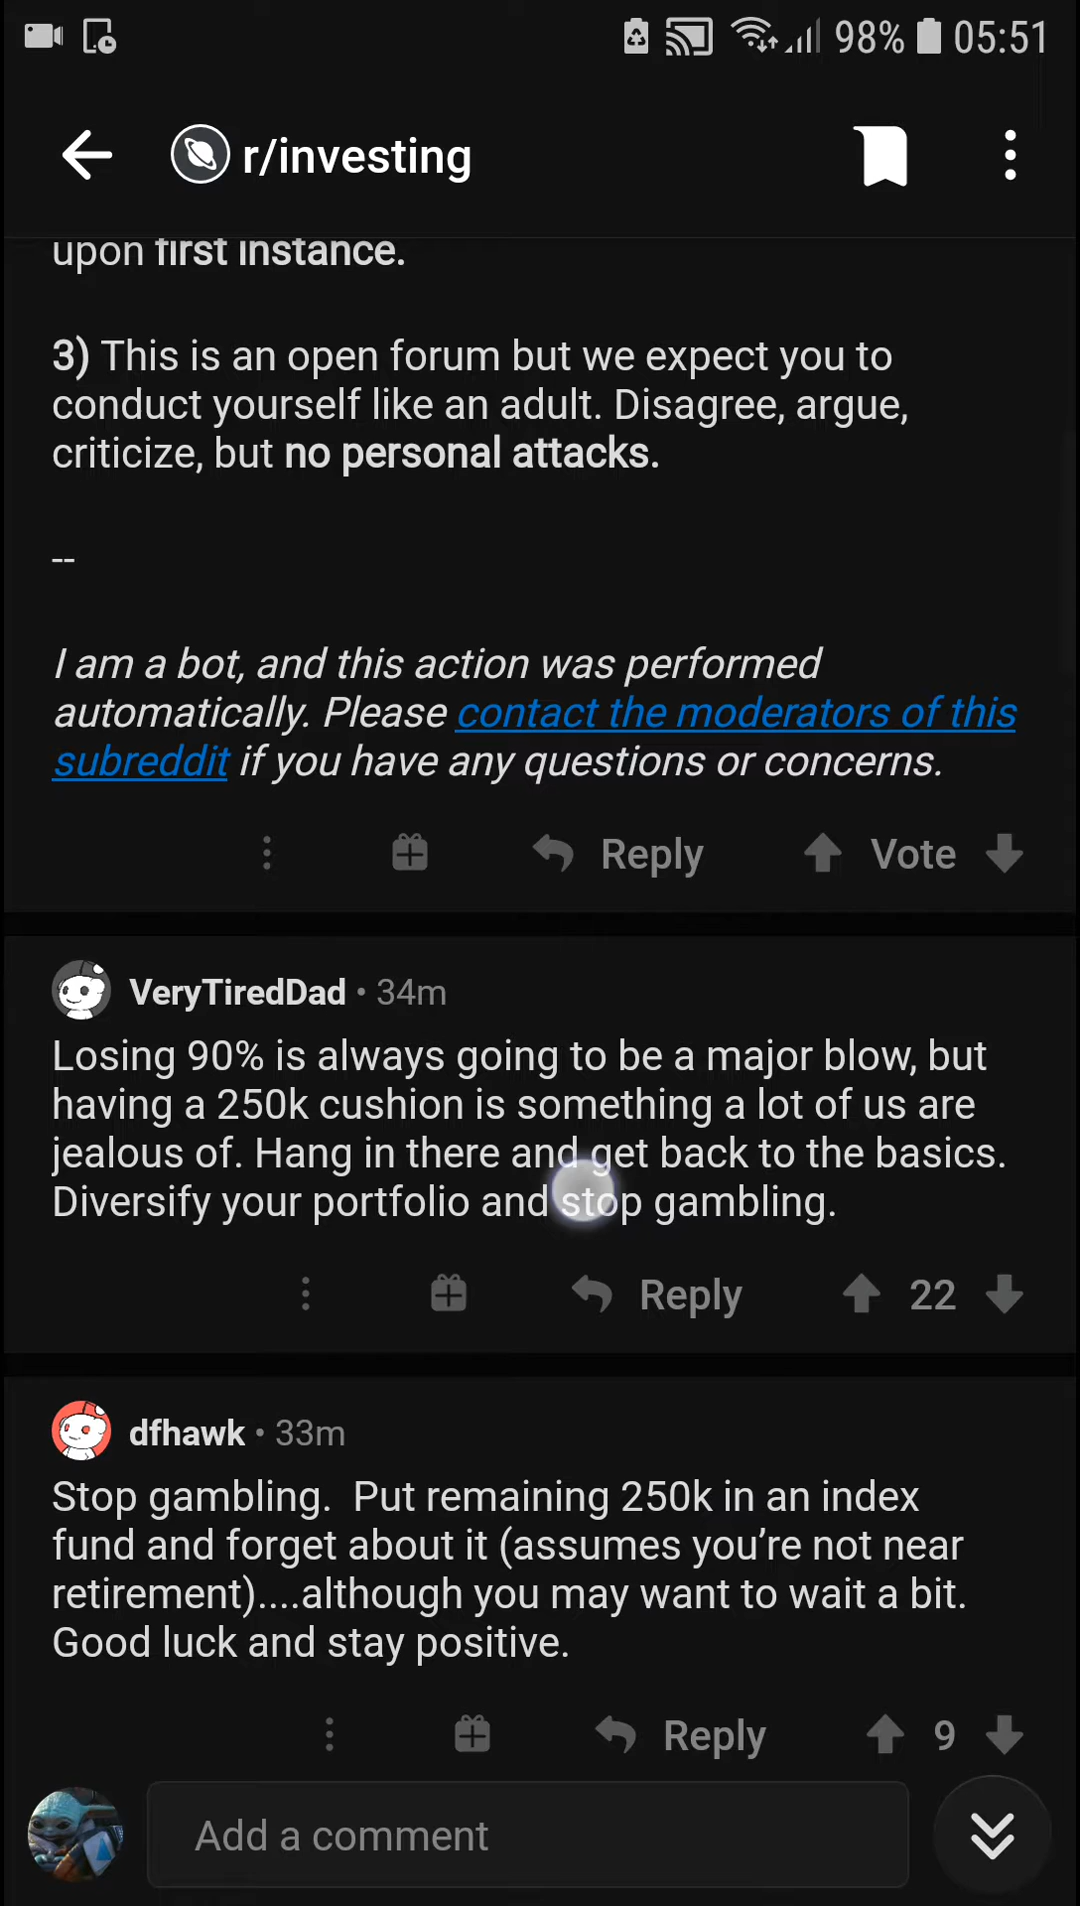 98% 05:51
r/investing
upon first instance.
3) This is an open forum but we expect you to
conduct yourself like an adult. Disagree, argue,
criticize, but no personal attacks.
--
I am a bot, and this action was performed
automatically. Please contact the moderators of this
subreddit if you have any questions or concerns.
Reply Vote
VeryTiredDad • 34m
Losing 90% is always going to be a major blow, but
having a 250k cushion is something a lot of us are
jealous of. Hang in there and get back to the basics.
Diversify your portfolio and stop gambling.
Reply 22
dfhawk • 33m
Stop gambling.  Put remaining 250k in an index
fund and forget about it (assumes you’re not near
retirement)....although you may want to wait a bit.
Good luck and stay positive.
Reply 9
Add a comment